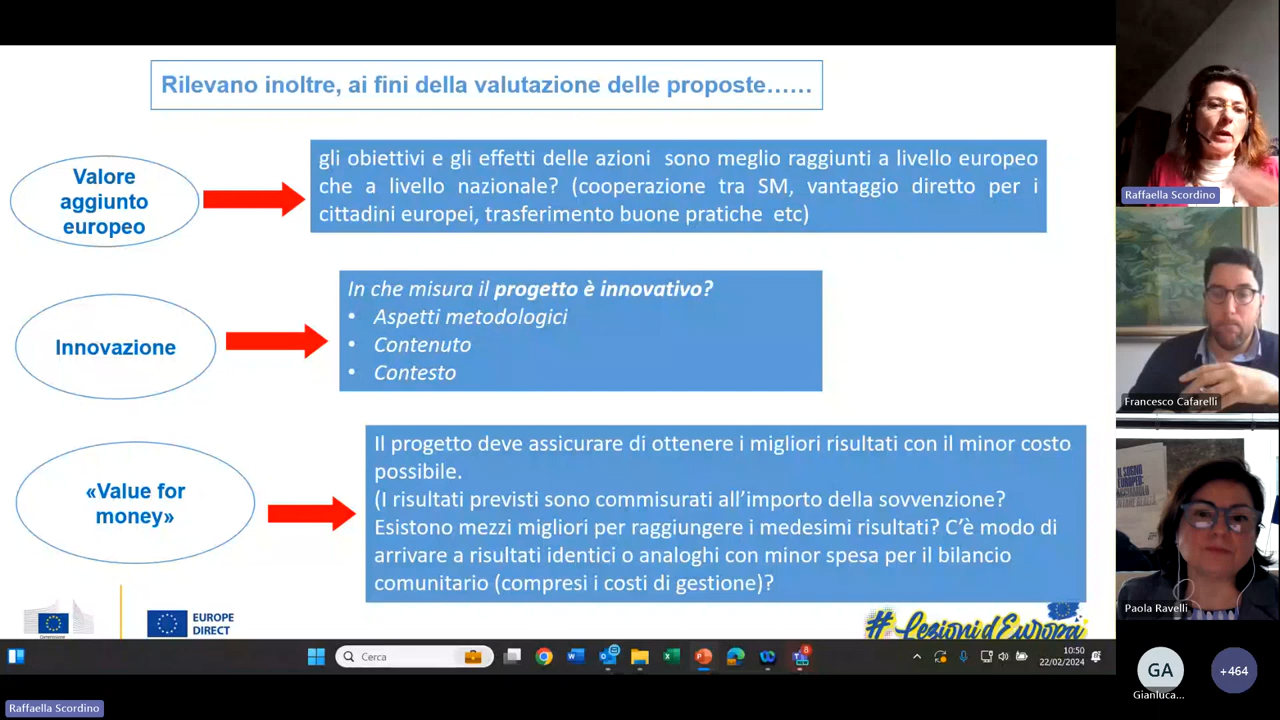 Rilevano inoltre, ai fini della valutazione delle proposte……
Valore
aggiunto
europeo
gli obiettivi e gli effetti delle azioni sono meglio raggiunti a livello europeo
che a livello nazionale? (cooperazione tra SM, vantaggio diretto per i
cittadini europei, trasferimento buone pratiche etc)
Innovazione
In che misura il progetto è innovativo?
• Aspetti metodologici
• Contenuto
• Contesto
«Value for
money»
Il progetto deve assicurare di ottenere i migliori risultati con il minor costo
possibile.
(I risultati previsti sono commisurati all'importo della sovvenzione?
Esistono mezzi migliori per raggiungere i medesimi risultati? C'è modo di
arrivare a risultati identici o analoghi con minor spesa per il bilancio
comunitario (compresi i costi di gestione)?
EUROPE
DIRECT
#LezionidEuropa
Cerca
8
10:50
22/02/2024
Raffaella Scordino
Raffaella Scordino
Francesco Cafarelli
IL SOGNO
EUROPEO:
Paola Ravelli
GA
Gianluca...
+464